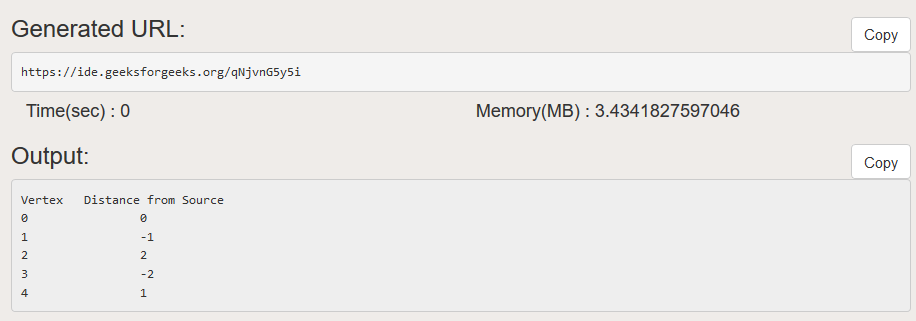 Generated URL:
Copy
https://ide.geeksforgeeks.org/qNjvnG5y5i
Time(sec) : 0 Memory(MB) : 3.4341827597046
Output:
Copy
Vertex Distance from Source
0 0
1 -1
2 2
3 -2
4 1